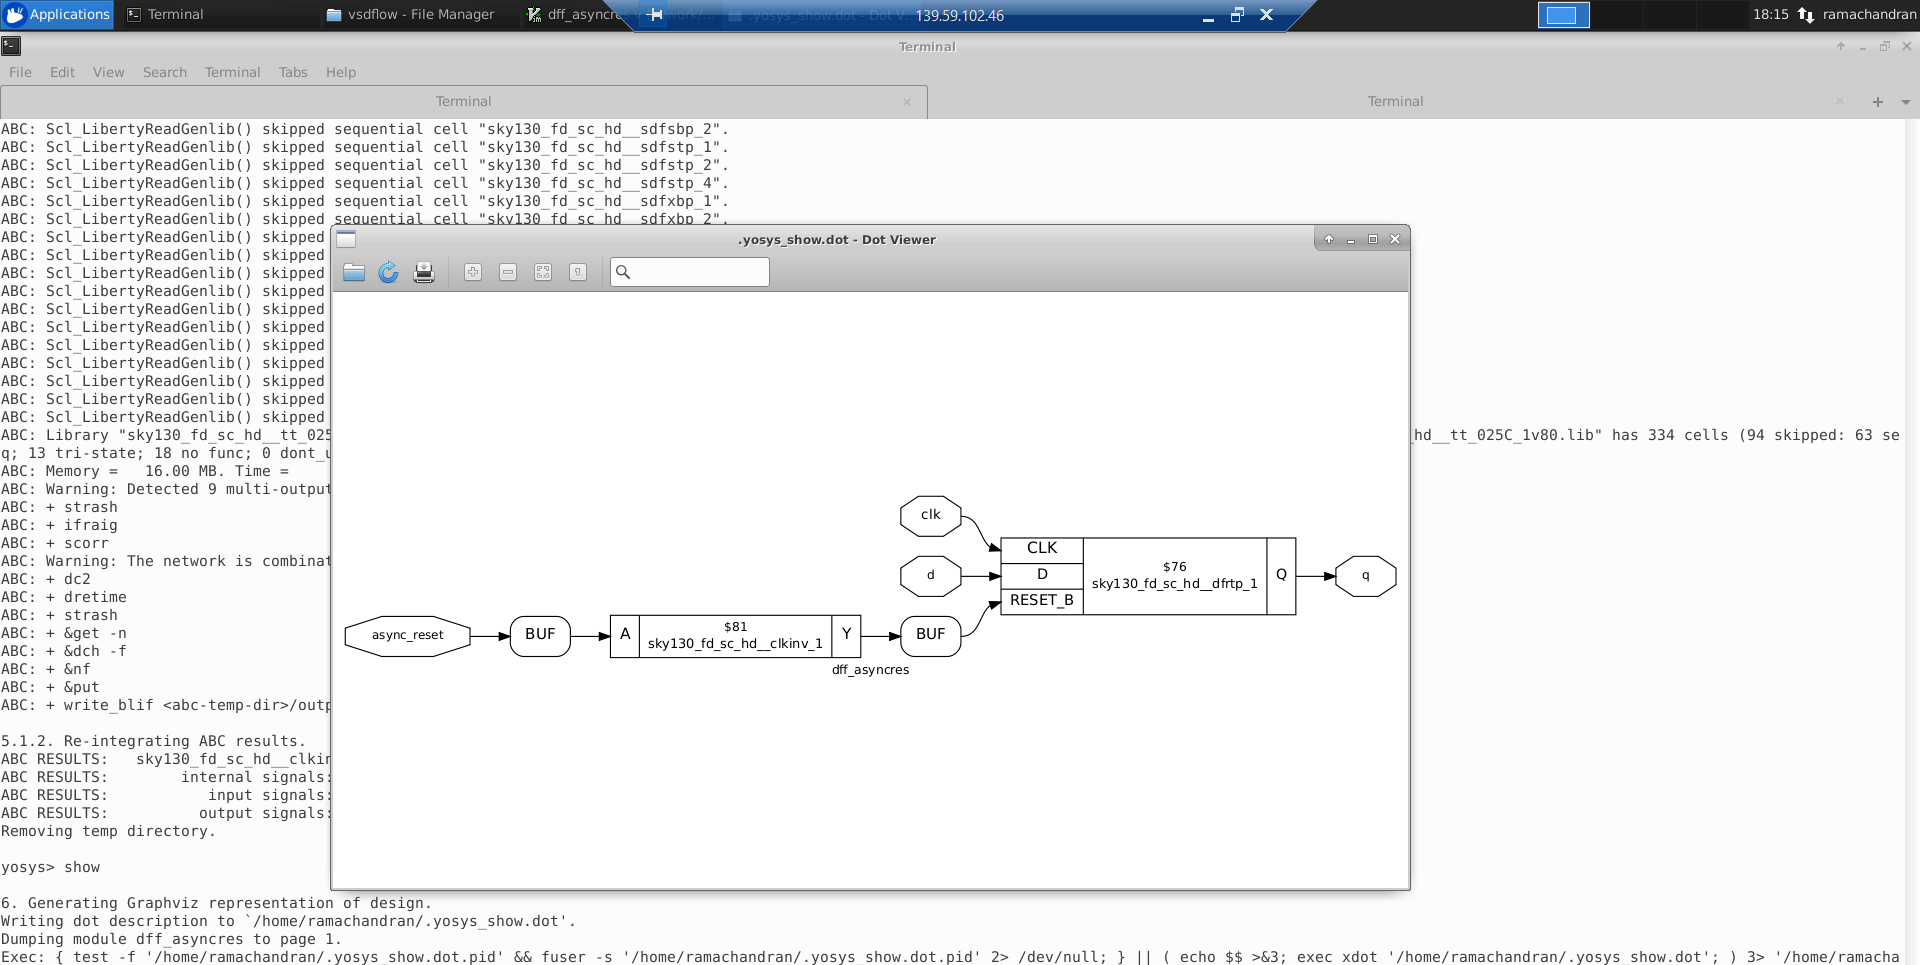 Applications
Terminal
vsdflow - File Manager
dff_asyncres.v
.yosys_show.dot - Dot V...
139.59.102.46
18:15
ramachandran
Terminal
File Edit View Search Terminal Tabs Help
Terminal
Terminal
ABC: Scl_LibertyReadGenlib() skipped sequential cell "sky130_fd_sc_hd__sdfsbp_2".
ABC: Scl_LibertyReadGenlib() skipped sequential cell "sky130_fd_sc_hd__sdfstp_1".
ABC: Scl_LibertyReadGenlib() skipped sequential cell "sky130_fd_sc_hd__sdfstp_2".
ABC: Scl_LibertyReadGenlib() skipped sequential cell "sky130_fd_sc_hd__sdfstp_4".
ABC: Scl_LibertyReadGenlib() skipped sequential cell "sky130_fd_sc_hd__sdfxbp_1".
ABC: Scl_LibertyReadGenlib() skipped sequential cell "sky130_fd_sc_hd__sdfxbp_2".
ABC: Scl_LibertyReadGenlib() skipped
ABC: Scl_LibertyReadGenlib() skipped
ABC: Scl_LibertyReadGenlib() skipped
ABC: Scl_LibertyReadGenlib() skipped
ABC: Scl_LibertyReadGenlib() skipped
ABC: Scl_LibertyReadGenlib() skipped
ABC: Scl_LibertyReadGenlib() skipped
ABC: Scl_LibertyReadGenlib() skipped
ABC: Scl_LibertyReadGenlib() skipped
ABC: Scl_LibertyReadGenlib() skipped
ABC: Scl_LibertyReadGenlib() skipped
ABC: Library "sky130_fd_sc_hd__tt_025 hd__tt_025C_1v80.lib" has 334 cells (94 skipped: 63 se
q; 13 tri-state; 18 no func; 0 dont_u
ABC: Memory =   16.00 MB. Time =
ABC: Warning: Detected 9 multi-output
ABC: + strash
ABC: + ifraig
ABC: + scorr
ABC: Warning: The network is combinat
ABC: + dc2
ABC: + dretime
ABC: + strash
ABC: + &get -n
ABC: + &dch -f
ABC: + &nf
ABC: + &put
ABC: + write_blif <abc-temp-dir>/outp
5.1.2. Re-integrating ABC results.
ABC RESULTS:   sky130_fd_sc_hd__clkin
ABC RESULTS:        internal signals:
ABC RESULTS:           input signals:
ABC RESULTS:          output signals:
Removing temp directory.
yosys> show
6. Generating Graphviz representation of design.
Writing dot description to `/home/ramachandran/.yosys_show.dot'.
Dumping module dff_asyncres to page 1.
Exec: { test -f '/home/ramachandran/.yosys_show.dot.pid' && fuser -s '/home/ramachandran/.yosys_show.dot.pid' 2> /dev/null; } || ( echo $$ >&3; exec xdot '/home/ramachandran/.yosys_show.dot'; ) 3> '/home/ramacha
.yosys_show.dot - Dot Viewer
clk
CLK
d
D
$76
sky130_fd_sc_hd__dfrtp_1
Q
q
RESET_B
async_reset
BUF
A
$81
sky130_fd_sc_hd__clkinv_1
Y
BUF
dff_asyncres